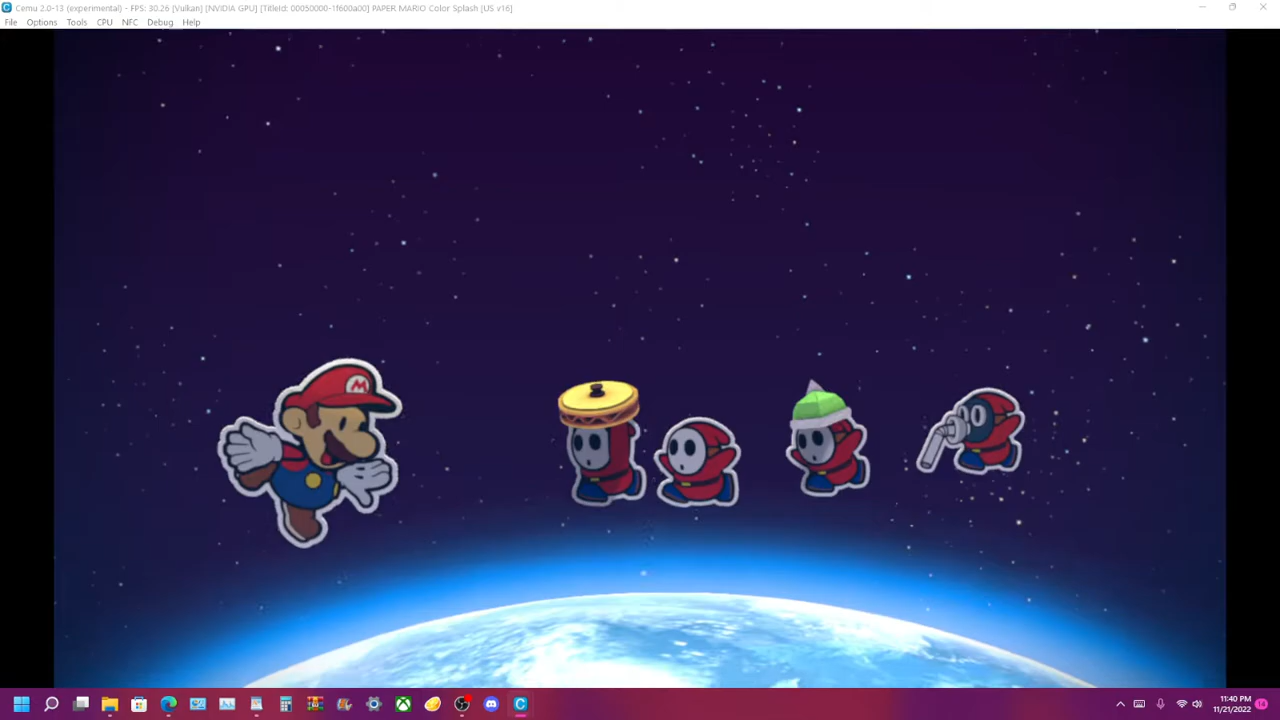 Cemu 2.0-13 (experimental) - FPS: 30.26 [Vulkan] [NVIDIA GPU] [TitleId: 00050000-1f600a00] PAPER MARIO Color Splash [US v16]
File Options Tools CPU NFC Debug Help
M
11:40 PM
11/21/2022
14